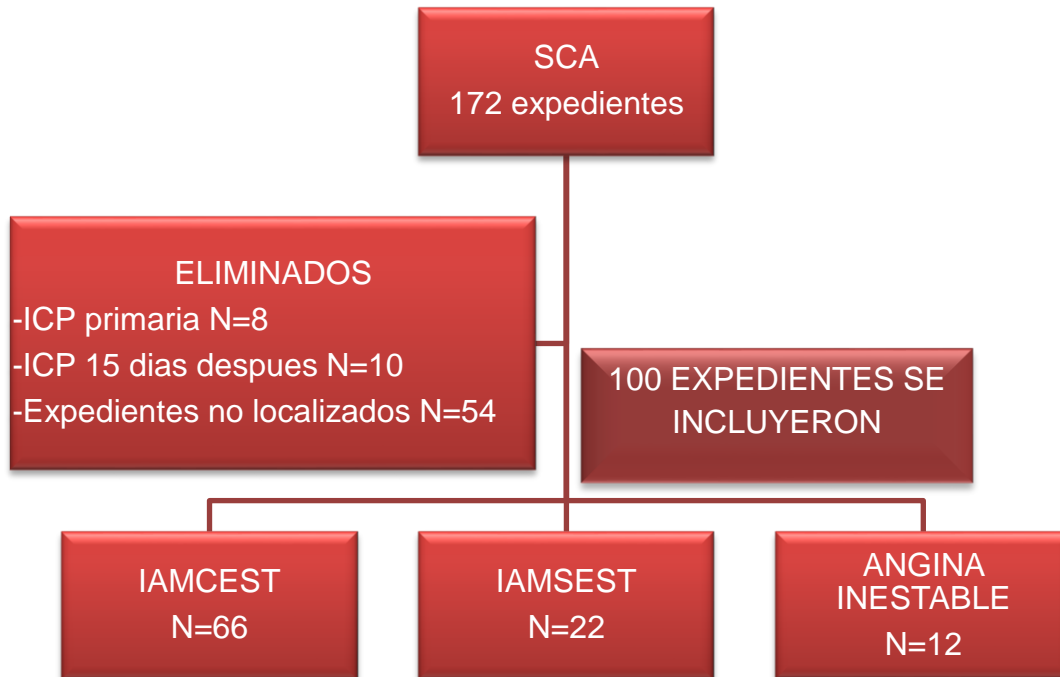 SCA
172 expedientes
ELIMINADOS
-ICP primaria N=8
-ICP 15 dias despues N=10
-Expedientes no localizados N=54
100 EXPEDIENTES SE
INCLUYERON
IAMCEST
N=66
IAMSEST
N=22
ANGINA
INESTABLE
N=12